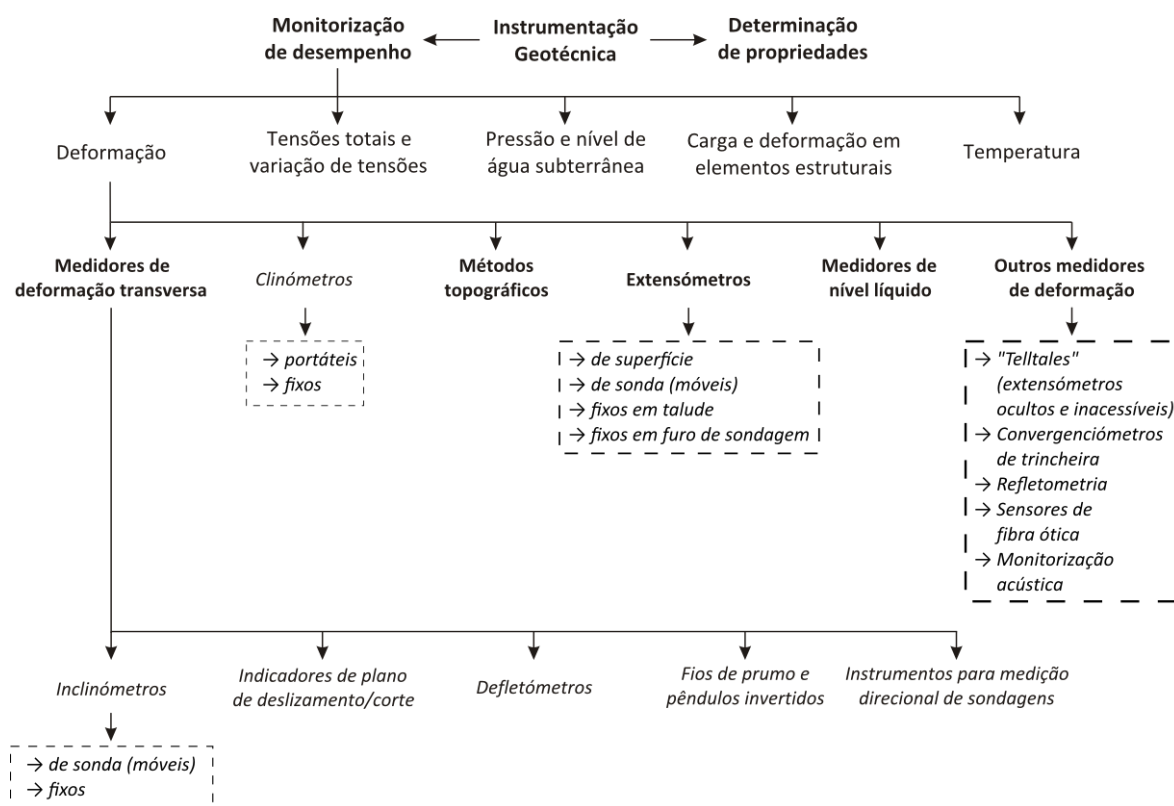 Monitorização
de desempenho
Instrumentação
Geotécnica
Determinação
de propriedades
Deformação
Tensões totais e
variação de tensões
Pressão e nível de
água subterrânea
Carga e deformação em
elementos estruturais
Temperatura
Medidores de
deformação transversa
Clinómetros
Métodos
topográficos
Extensómetros
Medidores de
nível líquido
Outros medidores
de deformação
→ portáteis
→ fixos
→ de superfície
→ de sonda (móveis)
→ fixos em talude
→ fixos em furo de sondagem
→ "Telltales"
(extensómetros
ocultos e inacessíveis)
→ Convergenciómetros
de trincheira
→ Refletometria
→ Sensores de
fibra ótica
→ Monitorização
acústica
Inclinómetros
Indicadores de plano
de deslizamento/corte
Defletómetros
Fios de prumo e
pêndulos invertidos
Instrumentos para medição
direcional de sondagens
→ de sonda (móveis)
→ fixos